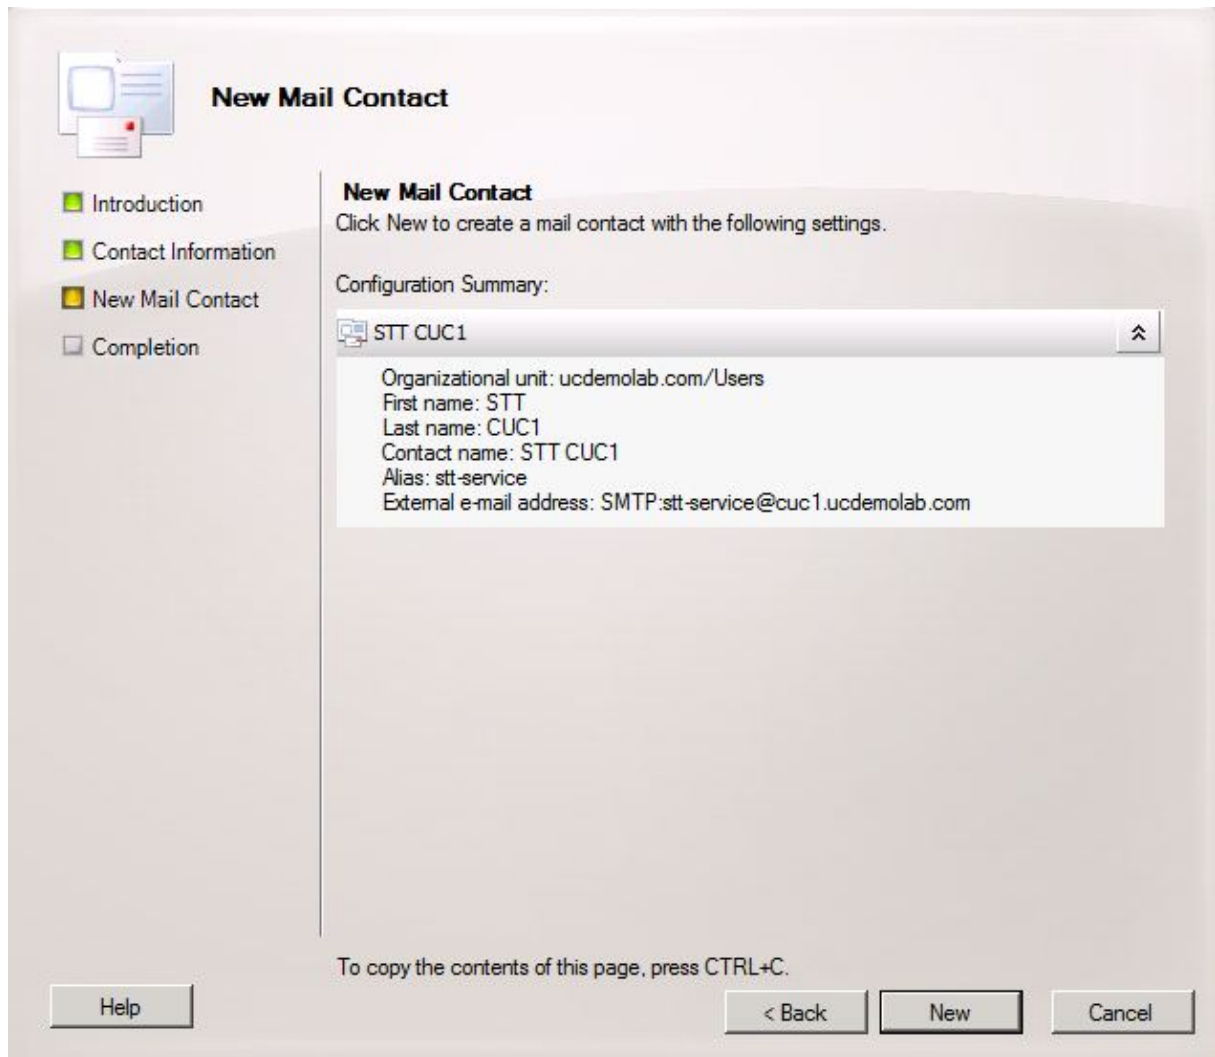 New Mail Contact
Introduction
Contact Information
New Mail Contact
Completion
New Mail Contact
Click New to create a mail contact with the following settings.
Configuration Summary:
STT CUC1
Organizational unit: ucdemolab.com/Users
First name: STT
Last name: CUC1
Contact name: STT CUC1
Alias: stt-service
External e-mail address: SMTP:stt-service@cuc1.ucdemolab.com
To copy the contents of this page, press CTRL+C.
Help
< Back
New
Cancel